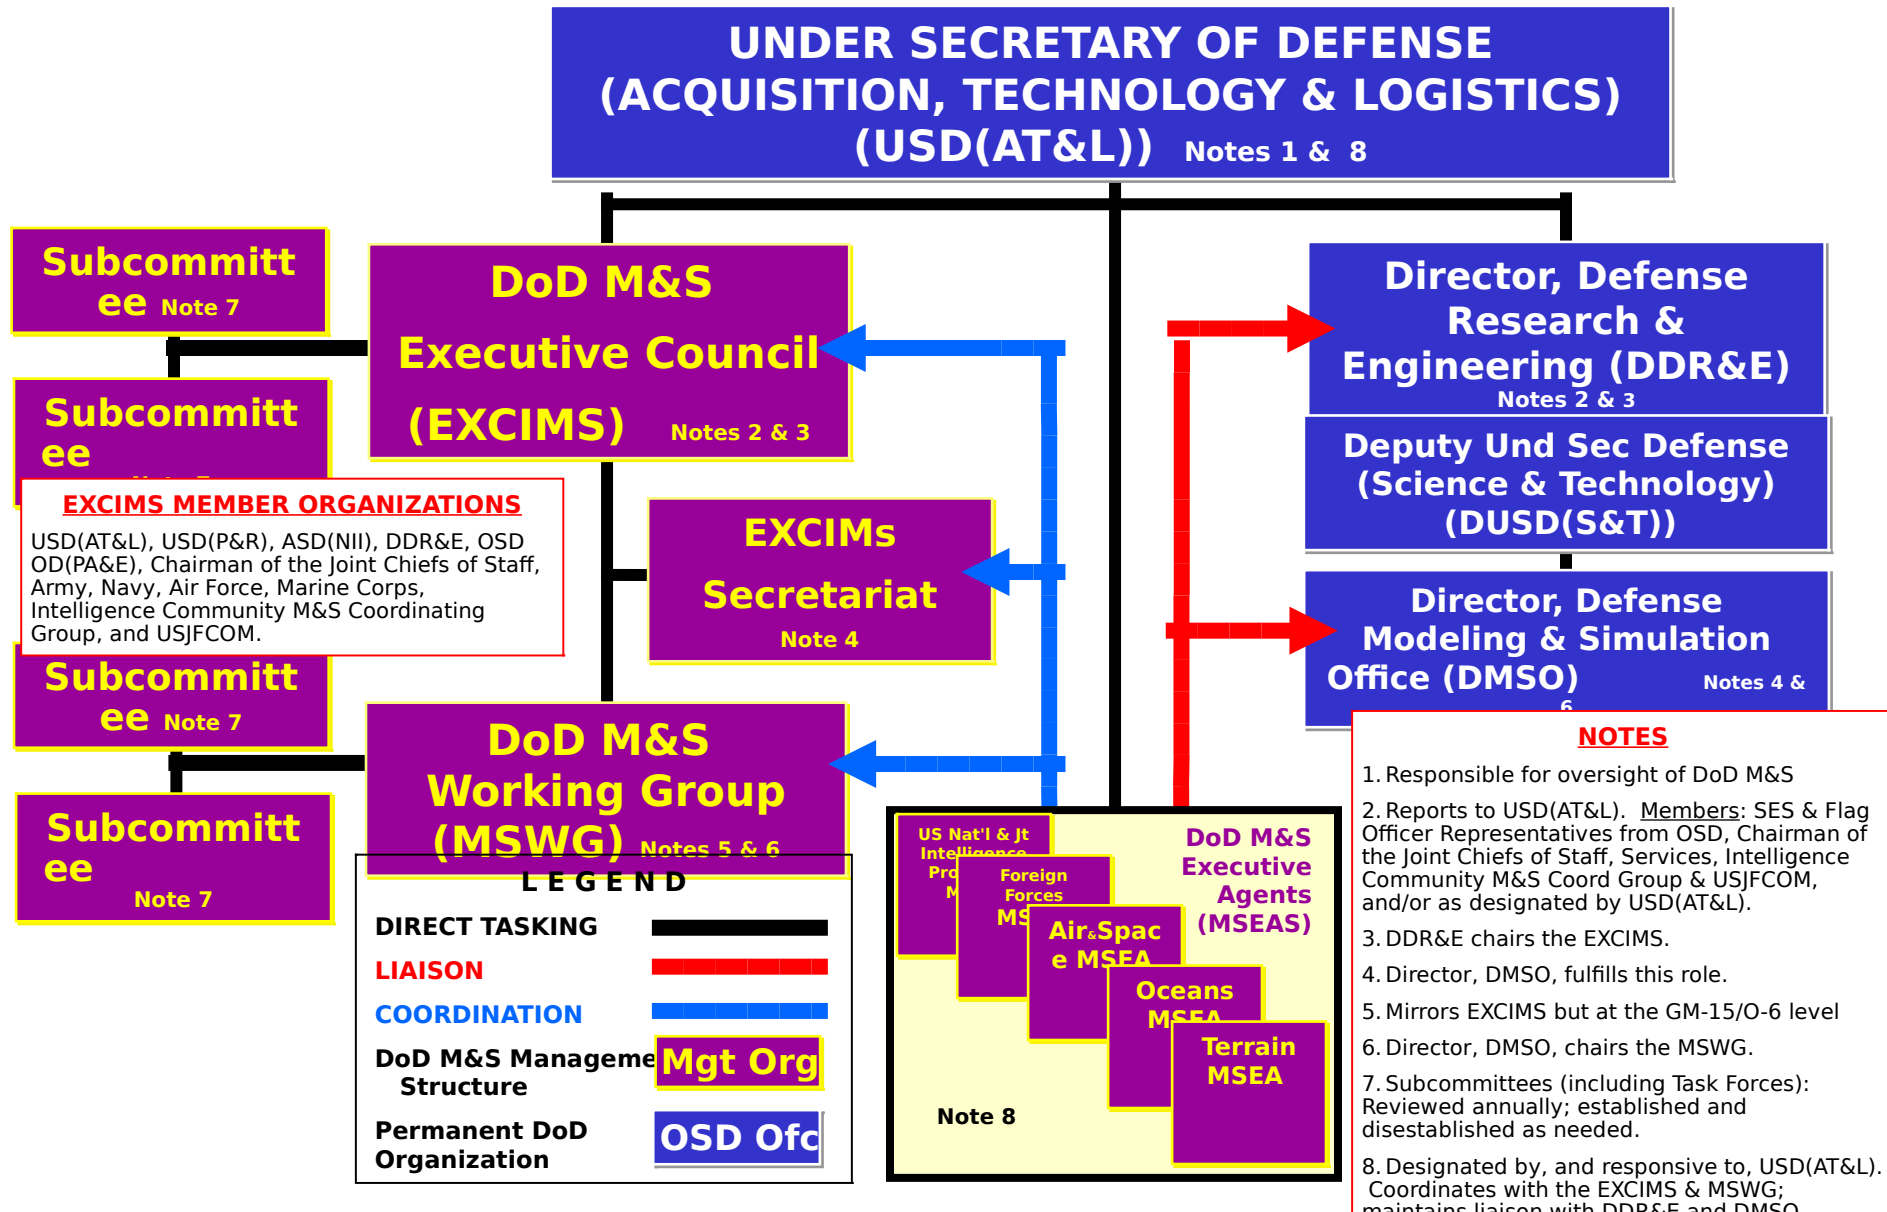 UNDER SECRETARY OF DEFENSE
(ACQUISITION, TECHNOLOGY & LOGISTICS)
(USD(AT&L)) Notes 1 & 8
Subcommitt
ee Note 7
DoD M&S
Executive Council
(EXCIMS) Notes 2 & 3
Director, Defense
Research &
Engineering (DDR&E)
Notes 2 & 3
Subcommitt
ee
Deputy Und Sec Defense
(Science & Technology)
(DUSD(S&T))
EXCIMS MEMBER ORGANIZATIONS
USD(AT&L), USD(P&R), ASD(NII), DDR&E, OSD
OD(PA&E), Chairman of the Joint Chiefs of Staff,
Army, Navy, Air Force, Marine Corps,
Intelligence Community M&S Coordinating
Group, and USJFCOM.
EXCIMs
Secretariat
Note 4
Director, Defense
Modeling & Simulation
Office (DMSO) Notes 4 &
6
Subcommitt
ee Note 7
DoD M&S
Working Group
(MSWG) Notes 5 & 6
Subcommitt
ee
Note 7
LEGEND
DIRECT TASKING
LIAISON
COORDINATION
DoD M&S Manageme
Structure
Mgt Org
Permanent DoD
Organization
OSD Ofc
US Nat'l & Jt
Intelligence
Foreign
Forces
Air&Spac
e MSEA
Oceans
MSEA
Terrain
MSEA
DoD M&S
Executive
Agents
(MSEAS)
Note 8
NOTES
1. Responsible for oversight of DoD M&S
2. Reports to USD(AT&L). Members: SES & Flag
Officer Representatives from OSD, Chairman of
the Joint Chiefs of Staff, Services, Intelligence
Community M&S Coord Group & USJFCOM,
and/or as designated by USD(AT&L).
3. DDR&E chairs the EXCIMS.
4. Director, DMSO, fulfills this role.
5. Mirrors EXCIMS but at the GM-15/O-6 level
6. Director, DMSO, chairs the MSWG.
7. Subcommittees (including Task Forces):
Reviewed annually; established and
disestablished as needed.
8. Designated by, and responsive to, USD(AT&L).
Coordinates with the EXCIMS & MSWG;
maintains liaison with DDR&E and DMSO